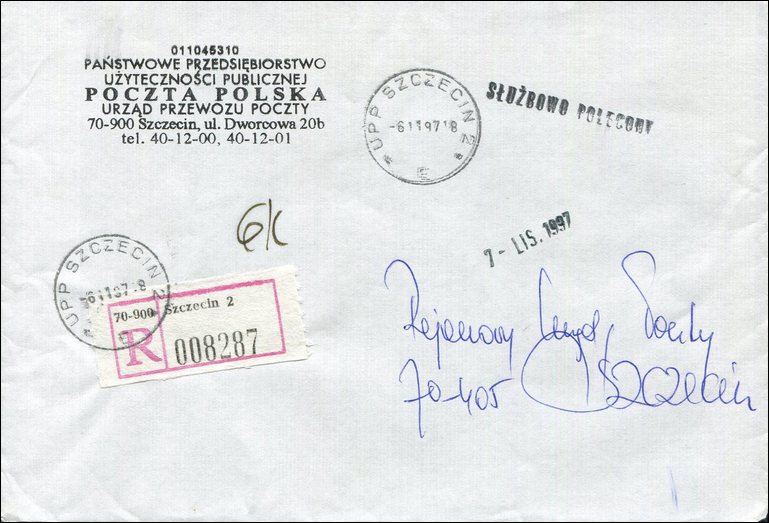 011045310
PAŃSTWOWE PRZEDSIĘBIORSTWO
UŻYTECZNOŚCI PUBLICZNEJ
POCZTA POLSKA
URZĄD PRZEWOZU POCZTY
70-900 Szczecin, ul. Dworcowa 20b
tel. 40-12-00, 40-12-01
UPP SZCZECIN 2
-6 11 97 18
E
SŁUŻBOWO POLECONY
7 - LIS. 1997
UPP SZCZECIN 2
70-900 Szczecin 2
R 008287
Rejonowy Urząd Poczty
70-405 Szczecin